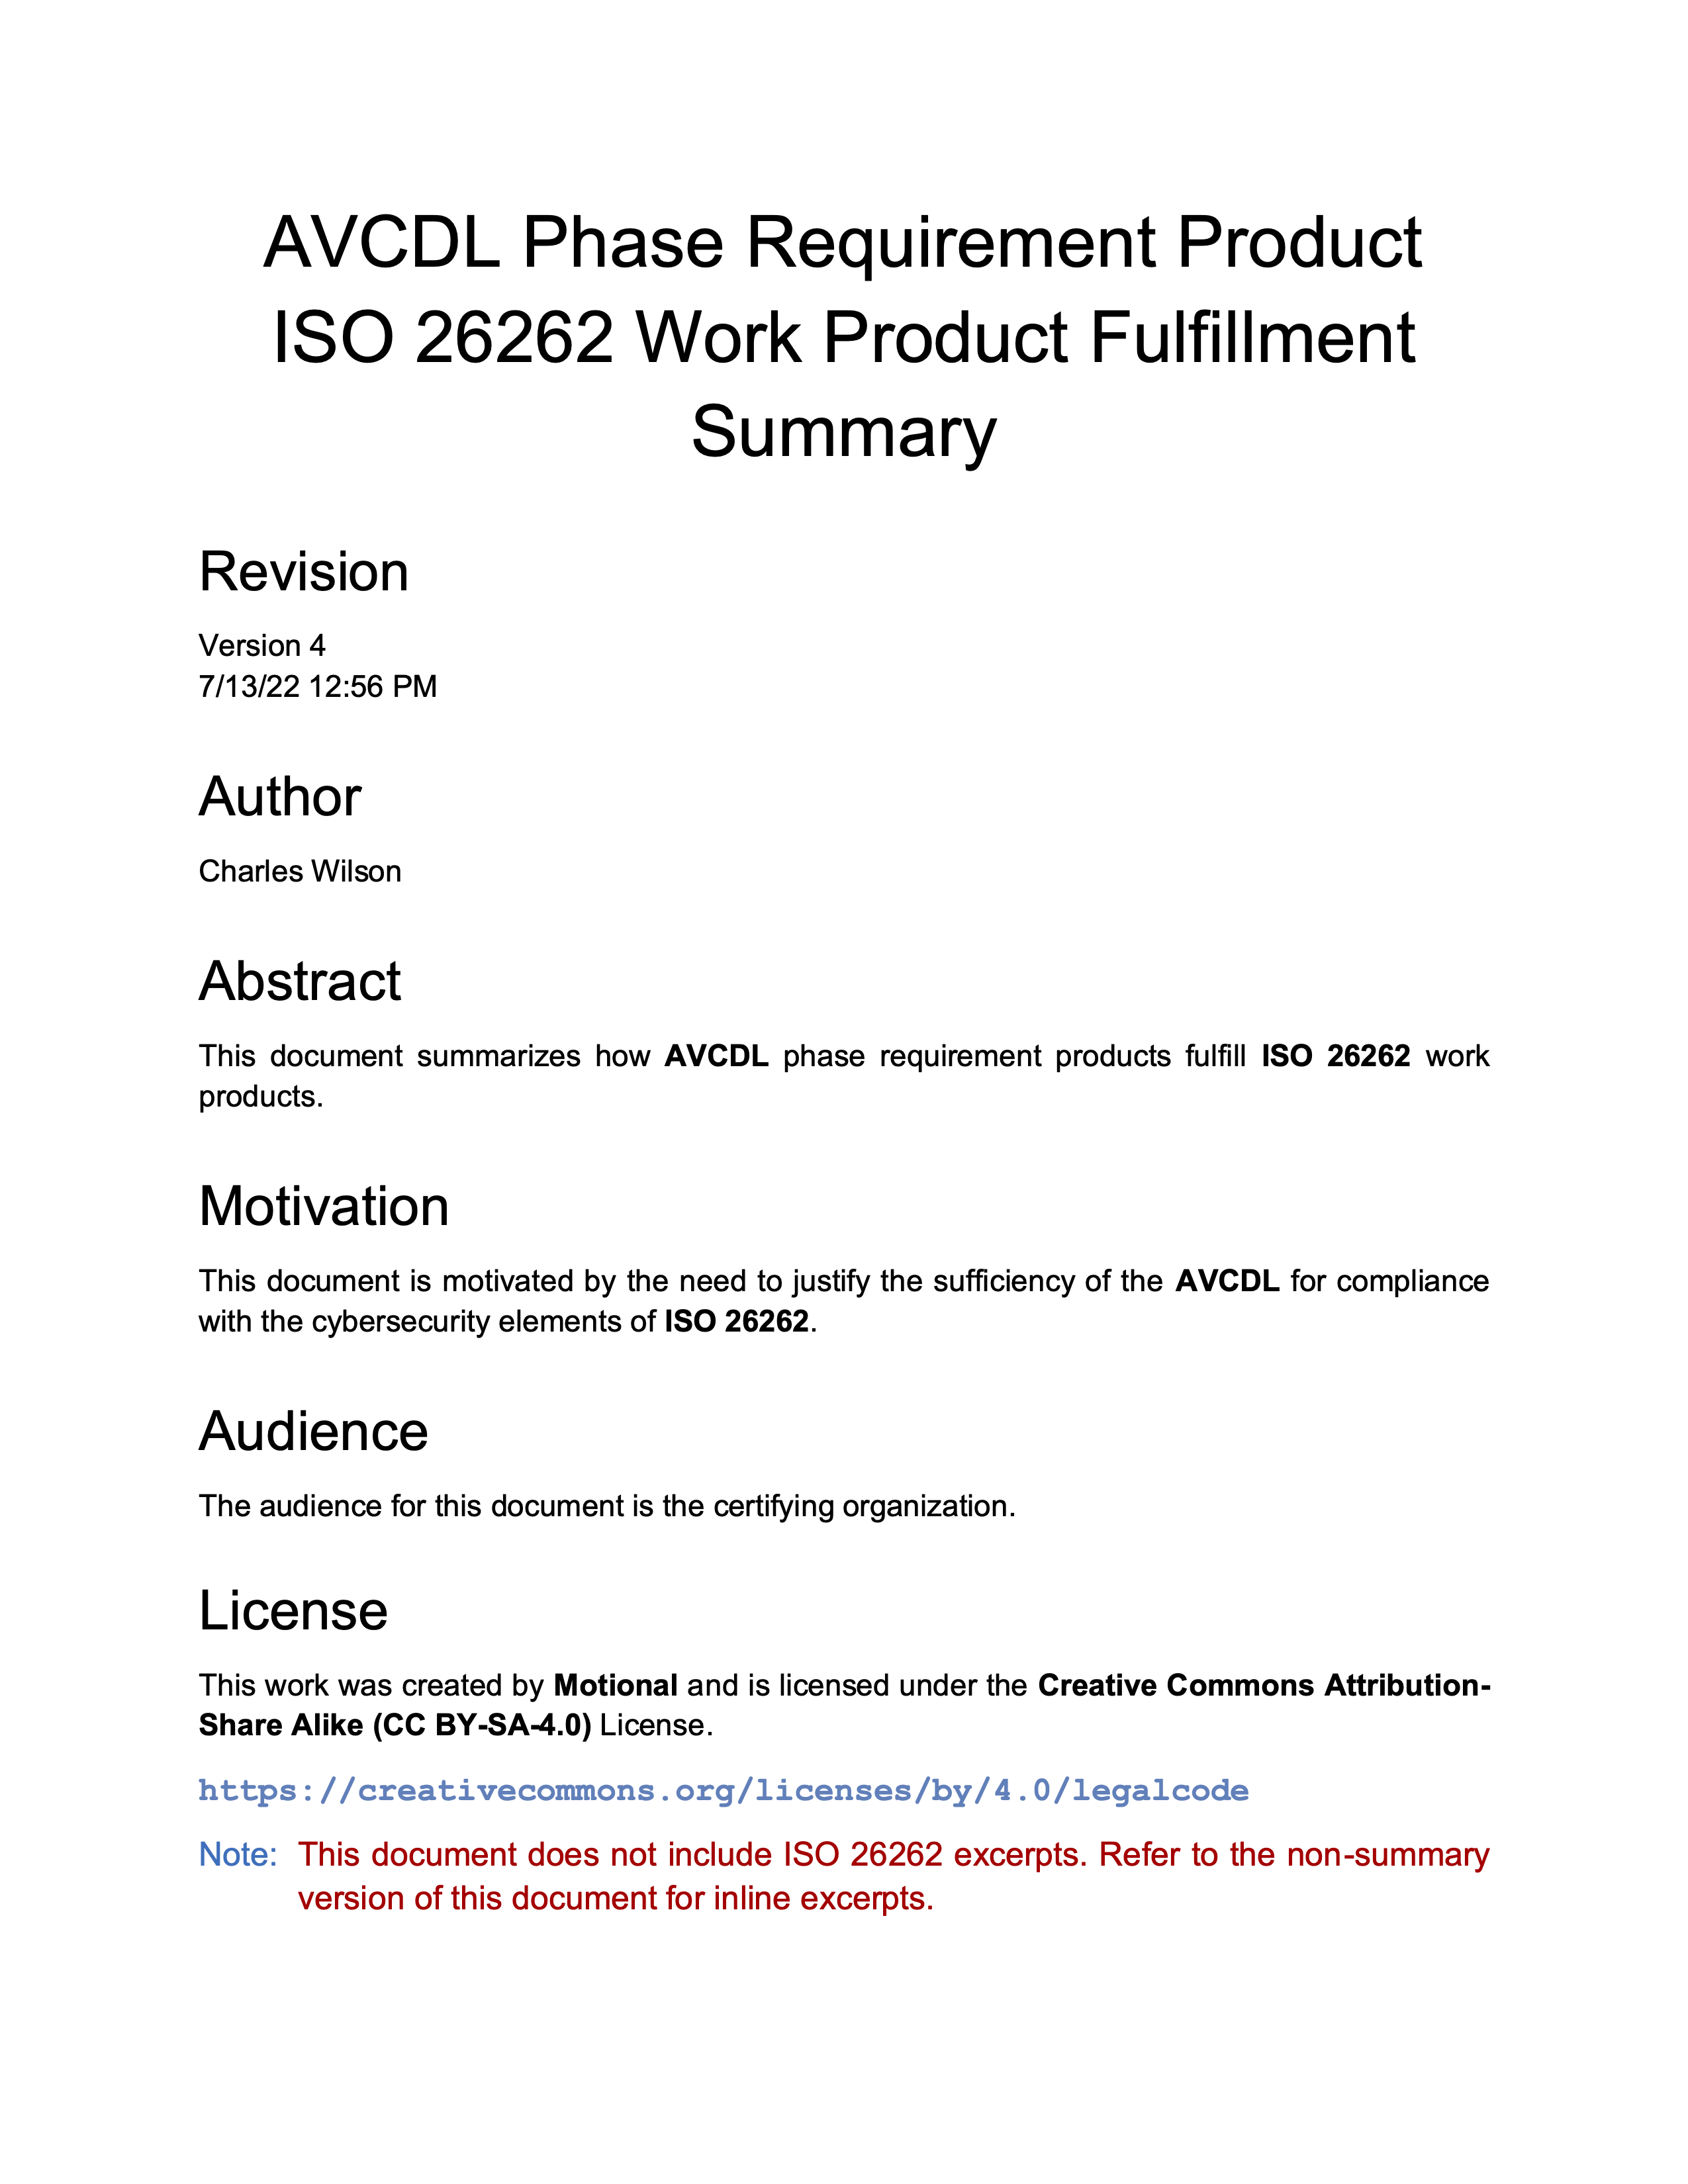 AVCDL Phase Requirement Product
ISO 26262 Work Product Fulfillment
Summary
Revision
Version 4
7/13/22 12:56 PM
Author
Charles Wilson
Abstract
This document summarizes how AVCDL phase requirement products fulfill ISO 26262 work
products.
Motivation
This document is motivated by the need to justify the sufficiency of the AVCDL for compliance
with the cybersecurity elements of ISO 26262.
Audience
The audience for this document is the certifying organization.
License
This work was created by Motional and is licensed under the Creative Commons Attribution-
Share Alike (CC BY-SA-4.0) License.
https://creativecommons.org/licenses/by/4.0/legalcode
Note: This document does not include ISO 26262 excerpts. Refer to the non-summary
version of this document for inline excerpts.